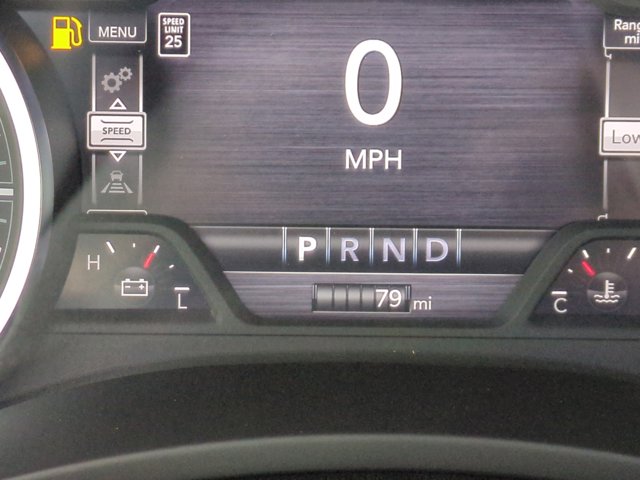 MENU
SPEED
LIMIT
25
0
MPH
SPEED
Low
P R N D
H
L
79 mi
C